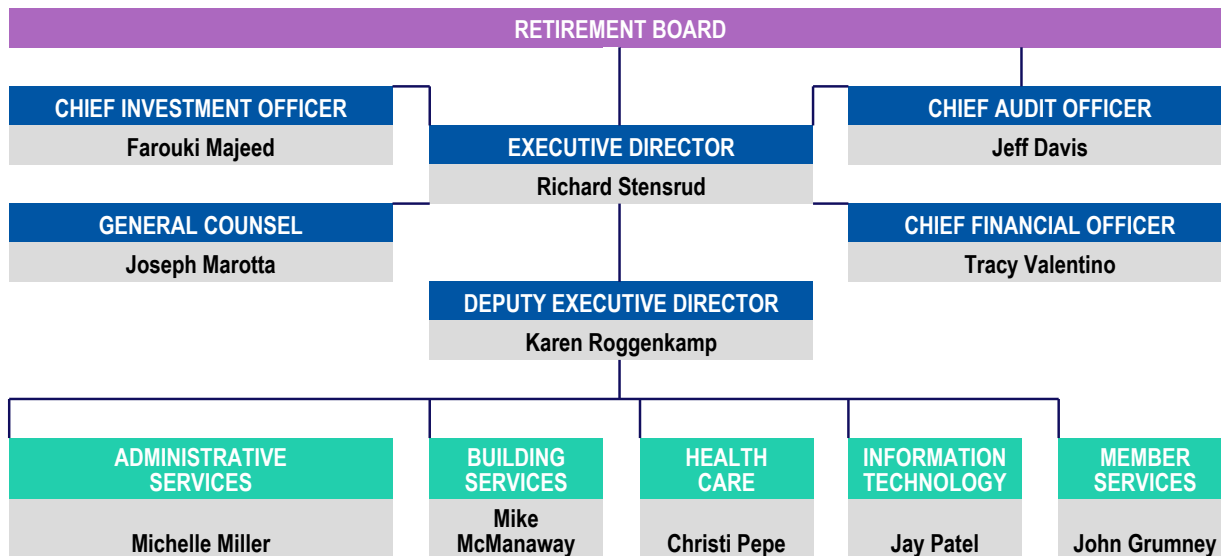 RETIREMENT BOARD
CHIEF INVESTMENT OFFICER
Farouki Majeed
EXECUTIVE DIRECTOR
Richard Stensrud
CHIEF AUDIT OFFICER
Jeff Davis
GENERAL COUNSEL
Joseph Marotta
CHIEF FINANCIAL OFFICER
Tracy Valentino
DEPUTY EXECUTIVE DIRECTOR
Karen Roggenkamp
ADMINISTRATIVE
SERVICES
Michelle Miller
BUILDING
SERVICES
Mike
McManaway
HEALTH
CARE
Christi Pepe
INFORMATION
TECHNOLOGY
Jay Patel
MEMBER
SERVICES
John Grumney